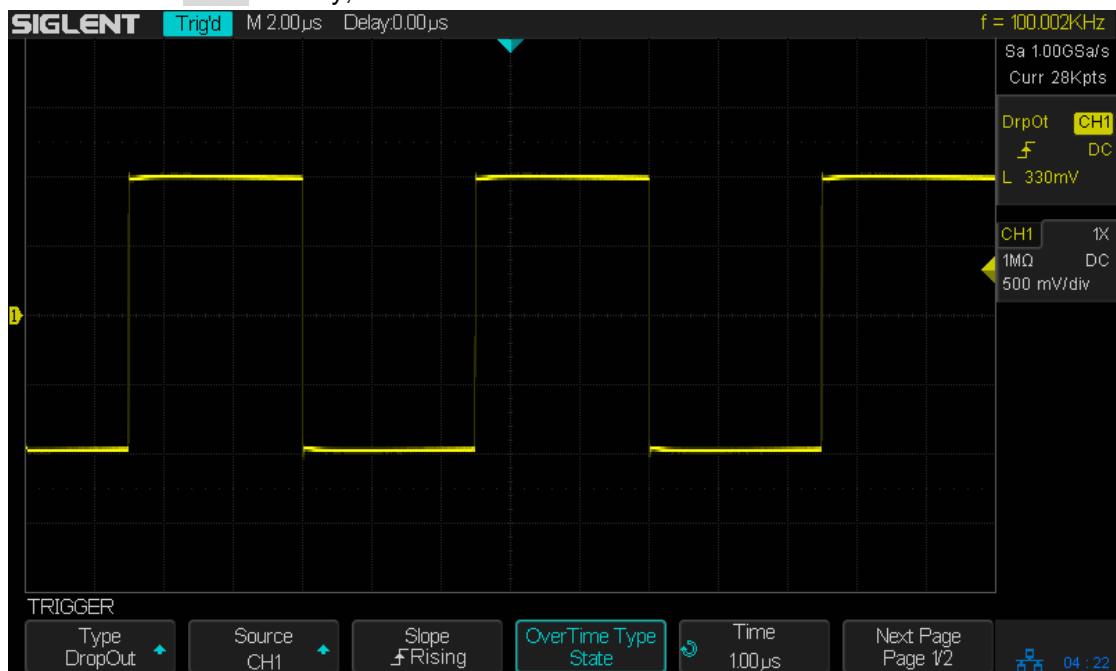 SIGLENT Trig'd M 2.00μs Delay:0.00μs f = 100.002KHz
Sa 1.00GSa/s
Curr 28Kpts
DrpOt CH1
DC
L 330mV
CH1 1X
1MΩ DC
500 mV/div
1
TRIGGER
Type Source Slope OverTime Type Time Next Page
DropOut CH1 Rising State 1.00μs Page 1/2
04 : 22